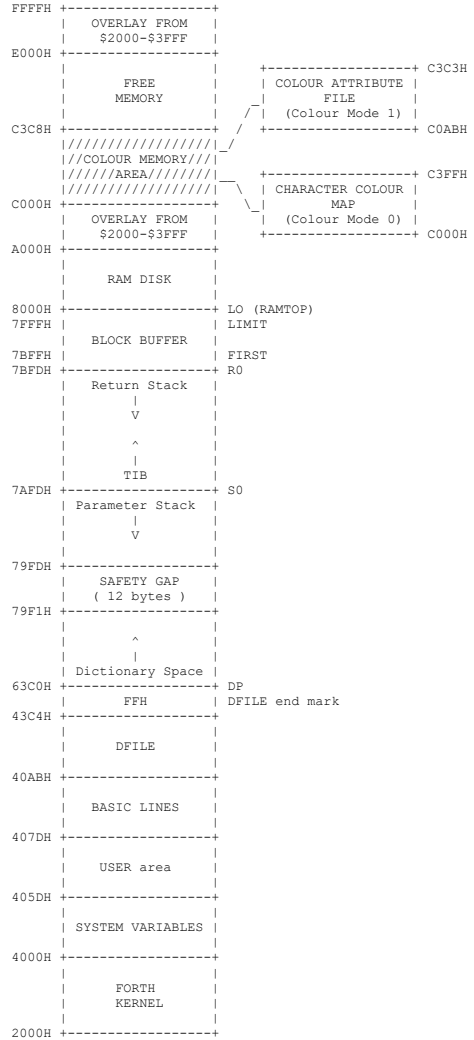 FFFFH +------------------+
      |   OVERLAY FROM   |
      |    $2000-$3FFF   |
E000H +------------------+
      |                  |     +------------------+ C3C3H
      |       FREE       |     | COLOUR ATTRIBUTE |
      |      MEMORY      |    _|       FILE       |
      |                  |   / |  (Colour Mode 1) |
C3C8H +------------------+  /  +------------------+ C0ABH
      |//////////////////|_/
      |//COLOUR MEMORY///|
      |//////AREA////////|__   +------------------+ C3FFH
      |//////////////////|  \  | CHARACTER COLOUR |
C000H +------------------+   \_|        MAP       |
      |   OVERLAY FROM   |     |  (Colour Mode 0) |
      |    $2000-$3FFF   |     +------------------+ C000H
A000H +------------------+
      |                  |
      |     RAM DISK     |
      |                  |
8000H +------------------+ LO (RAMTOP)
7FFFH |                  | LIMIT
      |   BLOCK BUFFER   |
7BFFH |                  | FIRST
7BFDH +------------------+ R0
      |   Return Stack   |
      |         |        |
      |         V        |
      |                  |
      |         ^        |
      |         |        |
      |        TIB       |
7AFDH +------------------+ S0
      | Parameter Stack  |
      |         |        |
      |         V        |
      |                  |
79FDH +------------------+
      |    SAFETY GAP    |
      |   ( 12 bytes )   |
79F1H +------------------+
      |                  |
      |         ^        |
      |         |        |
      | Dictionary Space |
63C0H +------------------+ DP
      |       FFH        | DFILE end mark
43C4H +------------------+
      |                  |
      |      DFILE       |
      |                  |
40ABH +------------------+
      |                  |
      |   BASIC LINES    |
      |                  |
407DH +------------------+
      |                  |
      |    USER area     |
      |                  |
405DH +------------------+
      |                  |
      | SYSTEM VARIABLES |
      |                  |
4000H +------------------+
      |                  |
      |      FORTH       |
      |      KERNEL      |
      |                  |
2000H +------------------+